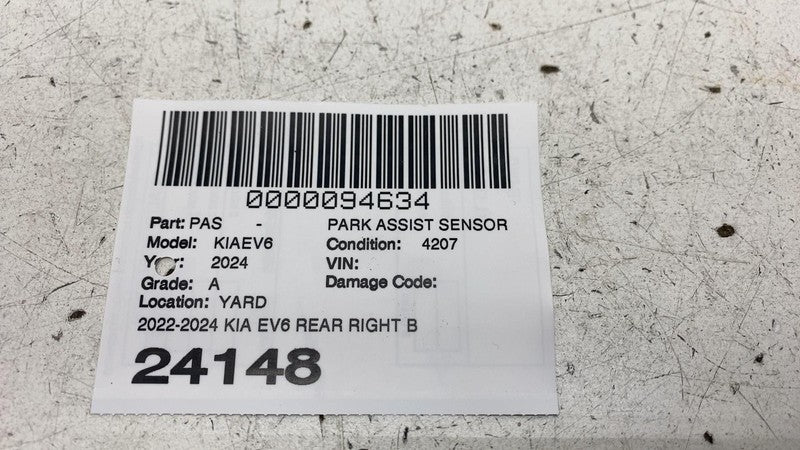 0000094634
Part: PAS - PARK ASSIST SENSOR
Model: KIAEV6 Condition: 4207
2024 VIN:
Grade: A Damage Code:
Location: YARD
2022-2024 KIA EV6 REAR RIGHT B
24148